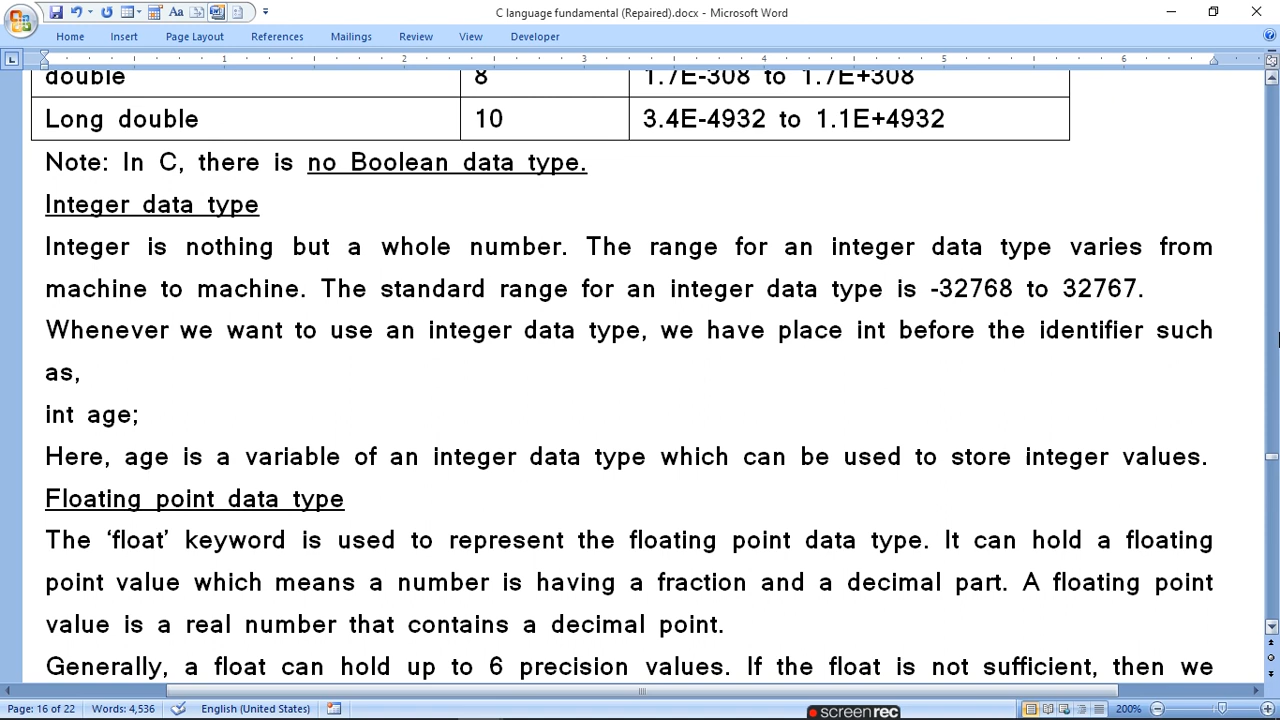 C language fundamental (Repaired).docx - Microsoft Word
Home Insert Page Layout References Mailings Review View Developer
1 2 3 4 5 6
double 8 1.7E-308 to 1.7E+308
Long double 10 3.4E-4932 to 1.1E+4932
Note: In C, there is no Boolean data type.
Integer data type
Integer is nothing but a whole number. The range for an integer data type varies from
machine to machine. The standard range for an integer data type is -32768 to 32767.
Whenever we want to use an integer data type, we have place int before the identifier such
as,
int age;
Here, age is a variable of an integer data type which can be used to store integer values.
Floating point data type
The ‘float’ keyword is used to represent the floating point data type. It can hold a floating
point value which means a number is having a fraction and a decimal part. A floating point
value is a real number that contains a decimal point.
Generally, a float can hold up to 6 precision values. If the float is not sufficient, then we
Page: 16 of 22 Words: 4,536 English (United States) screenrec 200%